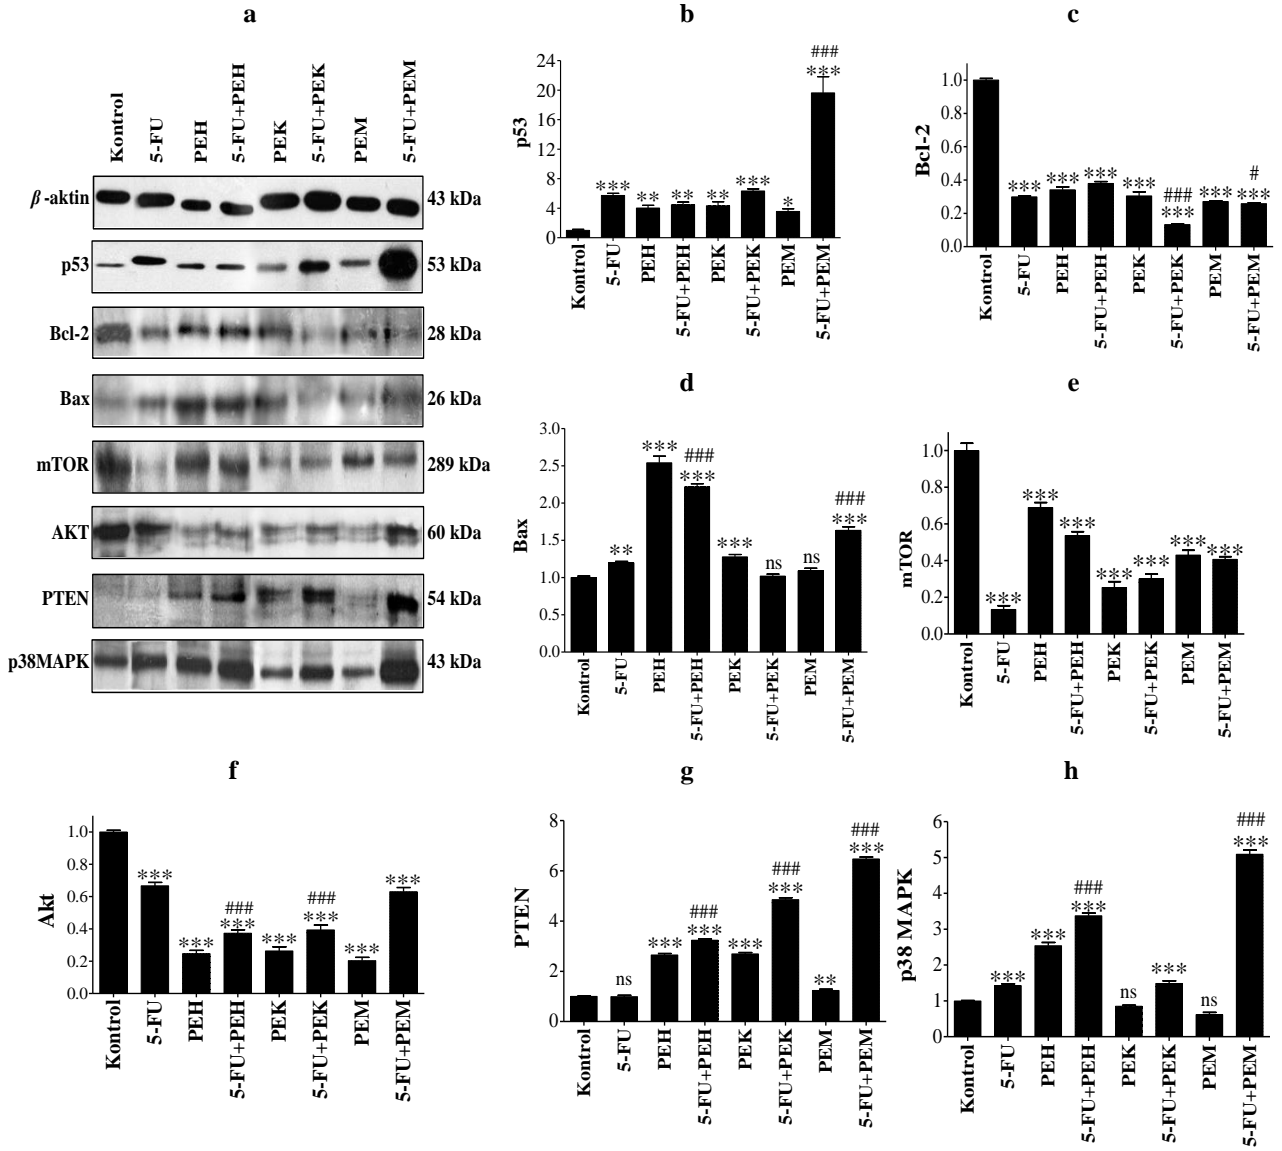 a
Kontrol
5-FU
PEH
5-FU+PEH
PEK
5-FU+PEK
PEM
5-FU+PEM
β-aktin 43 kDa
p53 53 kDa
Bcl-2 28 kDa
Bax 26 kDa
mTOR 289 kDa
AKT 60 kDa
PTEN 54 kDa
p38MAPK 43 kDa
b
p53
24
20
16
12
8
4
0
*** ** ** ** *** * ***
###
Kontrol
5-FU
PEH
5-FU+PEH
PEK
5-FU+PEK
PEM
5-FU+PEM
c
Bcl-2
1.0
0.8
0.6
0.4
0.2
0.0
*** *** *** *** *** *** ***
### #
Kontrol
5-FU
PEH
5-FU+PEH
PEK
5-FU+PEK
PEM
5-FU+PEM
d
Bax
3.0
2.5
2.0
1.5
1.0
0.5
0.0
** *** *** *** ns ns ***
### ###
Kontrol
5-FU
PEH
5-FU+PEH
PEK
5-FU+PEK
PEM
5-FU+PEM
e
mTOR
1.0
0.8
0.6
0.4
0.2
0.0
*** *** *** *** *** *** ***
Kontrol
5-FU
PEH
5-FU+PEH
PEK
5-FU+PEK
PEM
5-FU+PEM
f
Akt
1.0
0.8
0.6
0.4
0.2
0.0
*** *** *** *** *** *** ***
### ###
Kontrol
5-FU
PEH
5-FU+PEH
PEK
5-FU+PEK
PEM
5-FU+PEM
g
PTEN
8
6
4
2
0
ns *** *** *** *** ** ***
### ### ###
Kontrol
5-FU
PEH
5-FU+PEH
PEK
5-FU+PEK
PEM
5-FU+PEM
h
p38 MAPK
6
5
4
3
2
1
0
*** *** *** ns *** ns ***
### ###
Kontrol
5-FU
PEH
5-FU+PEH
PEK
5-FU+PEK
PEM
5-FU+PEM